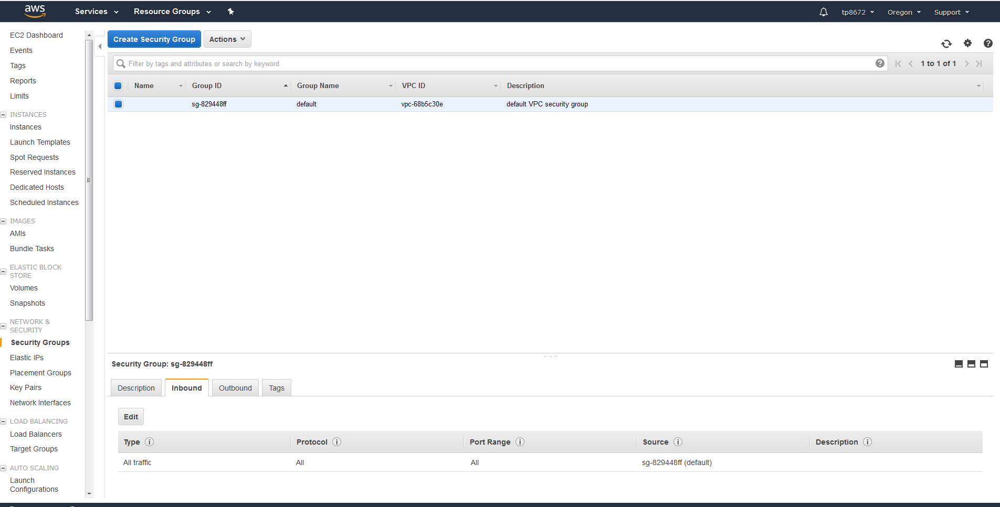 aws Services Resource Groups tp8672 Oregon Support
EC2 Dashboard
Events
Tags
Reports
Limits
INSTANCES
Instances
Launch Templates
Spot Requests
Reserved Instances
Dedicated Hosts
Scheduled Instances
IMAGES
AMIs
Bundle Tasks
ELASTIC BLOCK
STORE
Volumes
Snapshots
NETWORK &
SECURITY
Security Groups
Elastic IPs
Placement Groups
Key Pairs
Network Interfaces
LOAD BALANCING
Load Balancers
Target Groups
AUTO SCALING
Launch
Configurations
Create Security Group Actions
Filter by tags and attributes or search by keyword 1 to 1 of 1
Name Group ID Group Name VPC ID Description
sg-829448ff default vpc-68b5c30e default VPC security group
Security Group: sg-829448ff
Description Inbound Outbound Tags
Edit
Type Protocol Port Range Source Description
All traffic All All sg-829448ff (default)